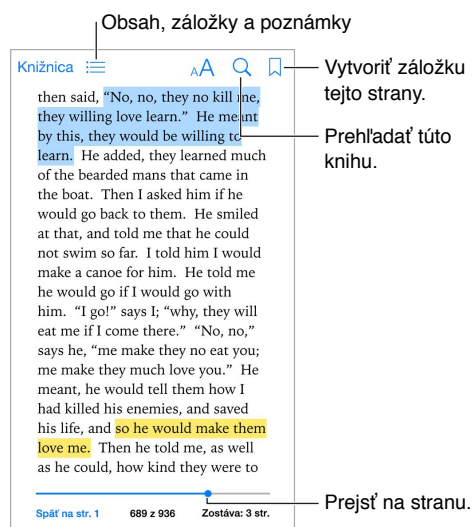 Obsah, záložky a poznámky
Knižnica
AA
Vytvoriť záložku
tejto strany.
Prehľadať túto
knihu.
then said, “No, no, they no kill me,
they willing love learn.” He meant
by this, they would be willing to
learn. He added, they learned much
of the bearded mans that came in
the boat. Then I asked him if he
would go back to them. He smiled
at that, and told me that he could
not swim so far. I told him I would
make a canoe for him. He told me
he would go if I would go with
him. “I go!” says I; “why, they will
eat me if I come there.” “No, no,”
says he, “me make they no eat you;
me make they much love you.” He
meant, he would tell them how I
had killed his enemies, and saved
his life, and so he would make them
love me. Then he told me, as well
as he could, how kind they were to
Prejsť na stranu.
Späť na str. 1 689 z 936 Zostáva: 3 str.